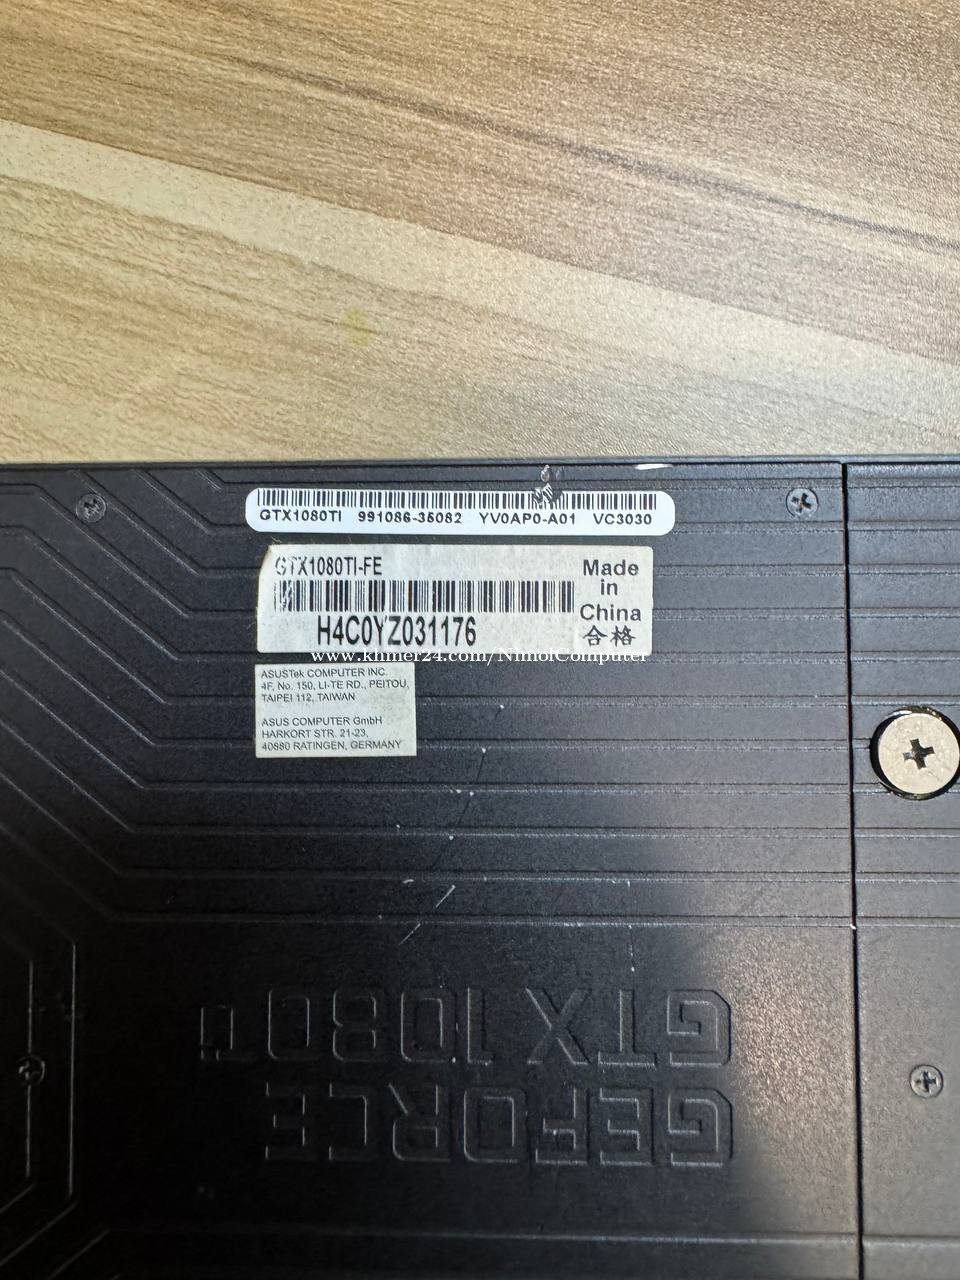 GTX1080TI 991086-35082 YV0AP0-A01 VC3030
GTX1080TI-FE
H4C0YZ031176
Made
in
China
合格
www.khmer24.com/NimolComputer
ASUSTek COMPUTER INC.
4F, No. 150, LI-TE RD., PEITOU,
TAIPEI 112, TAIWAN
ASUS COMPUTER GmbH
HARKORT STR. 21-23,
40880 RATINGEN, GERMANY
GEFORCE
GTX 1080 Ti